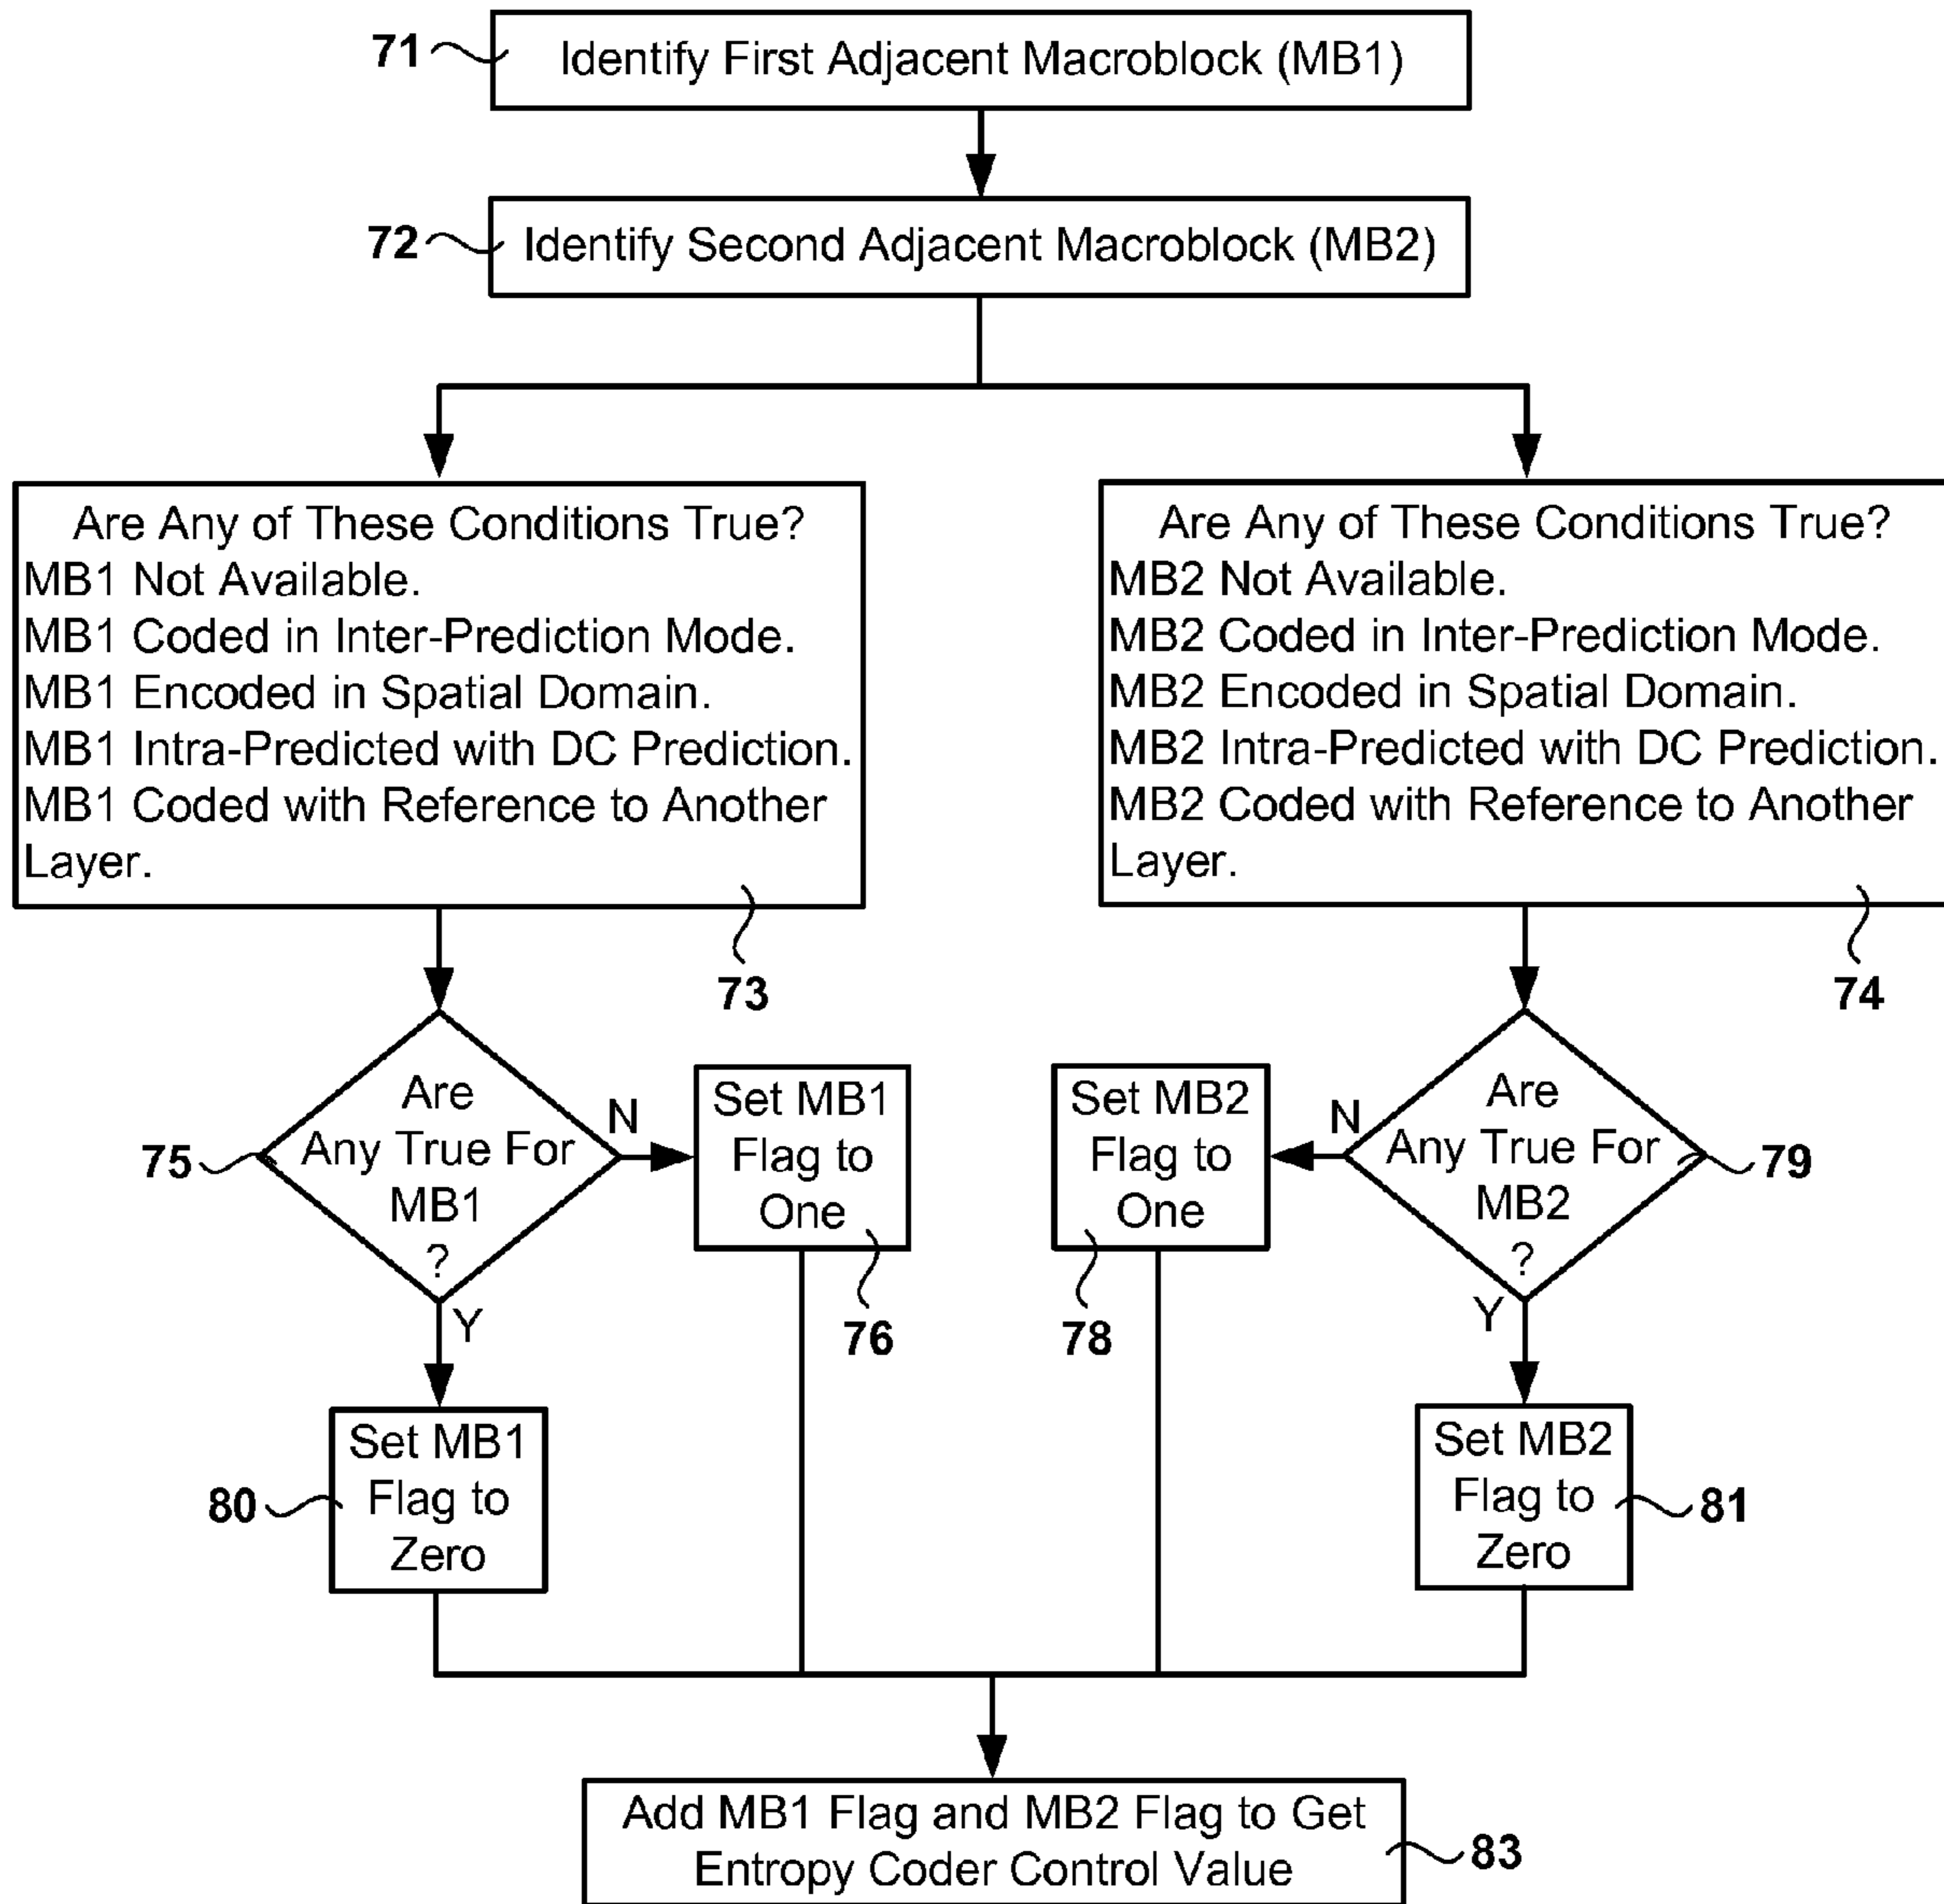 71
Identify First Adjacent Macroblock (MB1)
72
Identify Second Adjacent Macroblock (MB2)
Are Any of These Conditions True?
MB1 Not Available.
MB1 Coded in Inter-Prediction Mode.
MB1 Encoded in Spatial Domain.
MB1 Intra-Predicted with DC Prediction.
MB1 Coded with Reference to Another
Layer.
73
Are Any of These Conditions True?
MB2 Not Available.
MB2 Coded in Inter-Prediction Mode.
MB2 Encoded in Spatial Domain.
MB2 Intra-Predicted with DC Prediction.
MB2 Coded with Reference to Another
Layer.
74
75
Are
Any True For
MB1
?
N
Y
Set MB1
Flag to
One
76
Set MB2
Flag to
One
78
Are
Any True For
MB2
?
N
Y
79
80
Set MB1
Flag to
Zero
Set MB2
Flag to
Zero
81
Add MB1 Flag and MB2 Flag to Get
Entropy Coder Control Value
83